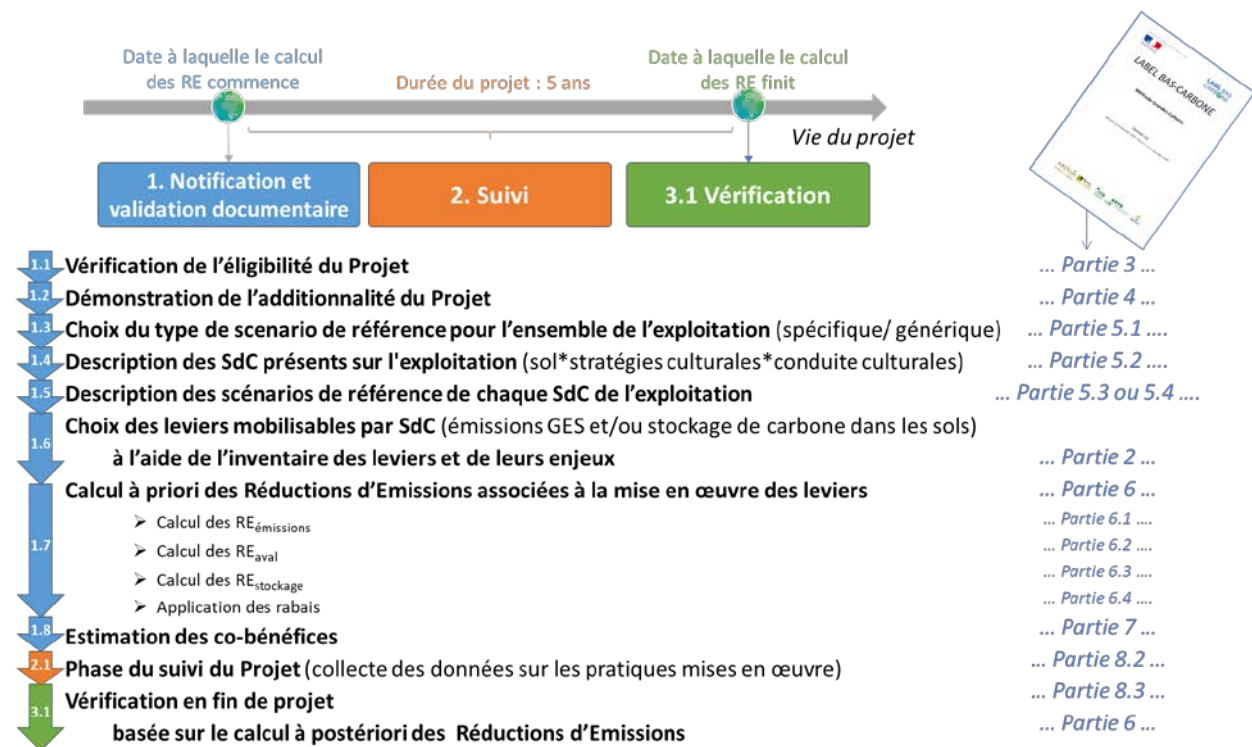 Date à laquelle le calcul
des RE commence
Durée du projet : 5 ans
Date à laquelle le calcul
des RE finit
Vie du projet
LABEL BAS-CARBONE
1. Notification et
validation documentaire
2. Suivi
3.1 Vérification
1.1 Vérification de l'éligibilité du Projet ... Partie 3 ...
1.2 Démonstration de l'additionnalité du Projet ... Partie 4 ...
1.3 Choix du type de scenario de référence pour l'ensemble de l'exploitation (spécifique/ générique) ... Partie 5.1 ....
1.4 Description des SdC présents sur l'exploitation (sol*stratégies culturales*conduite culturales) ... Partie 5.2 ....
1.5 Description des scénarios de référence de chaque SdC de l'exploitation ... Partie 5.3 ou 5.4 ....
1.6 Choix des leviers mobilisables par SdC (émissions GES et/ou stockage de carbone dans les sols)
à l'aide de l'inventaire des leviers et de leurs enjeux ... Partie 2 ...
Calcul à priori des Réductions d'Emissions associées à la mise en œuvre des leviers ... Partie 6 ...
1.7
➢ Calcul des RE émissions ... Partie 6.1 ....
➢ Calcul des RE aval ... Partie 6.2 ....
➢ Calcul des RE stockage ... Partie 6.3 ....
➢ Application des rabais ... Partie 6.4 ....
1.8 Estimation des co-bénéfices ... Partie 7 ...
2.1 Phase du suivi du Projet (collecte des données sur les pratiques mises en œuvre) ... Partie 8.2 ...
3.1 Vérification en fin de projet ... Partie 8.3 ...
basée sur le calcul à postériori des Réductions d'Emissions ... Partie 6 ...